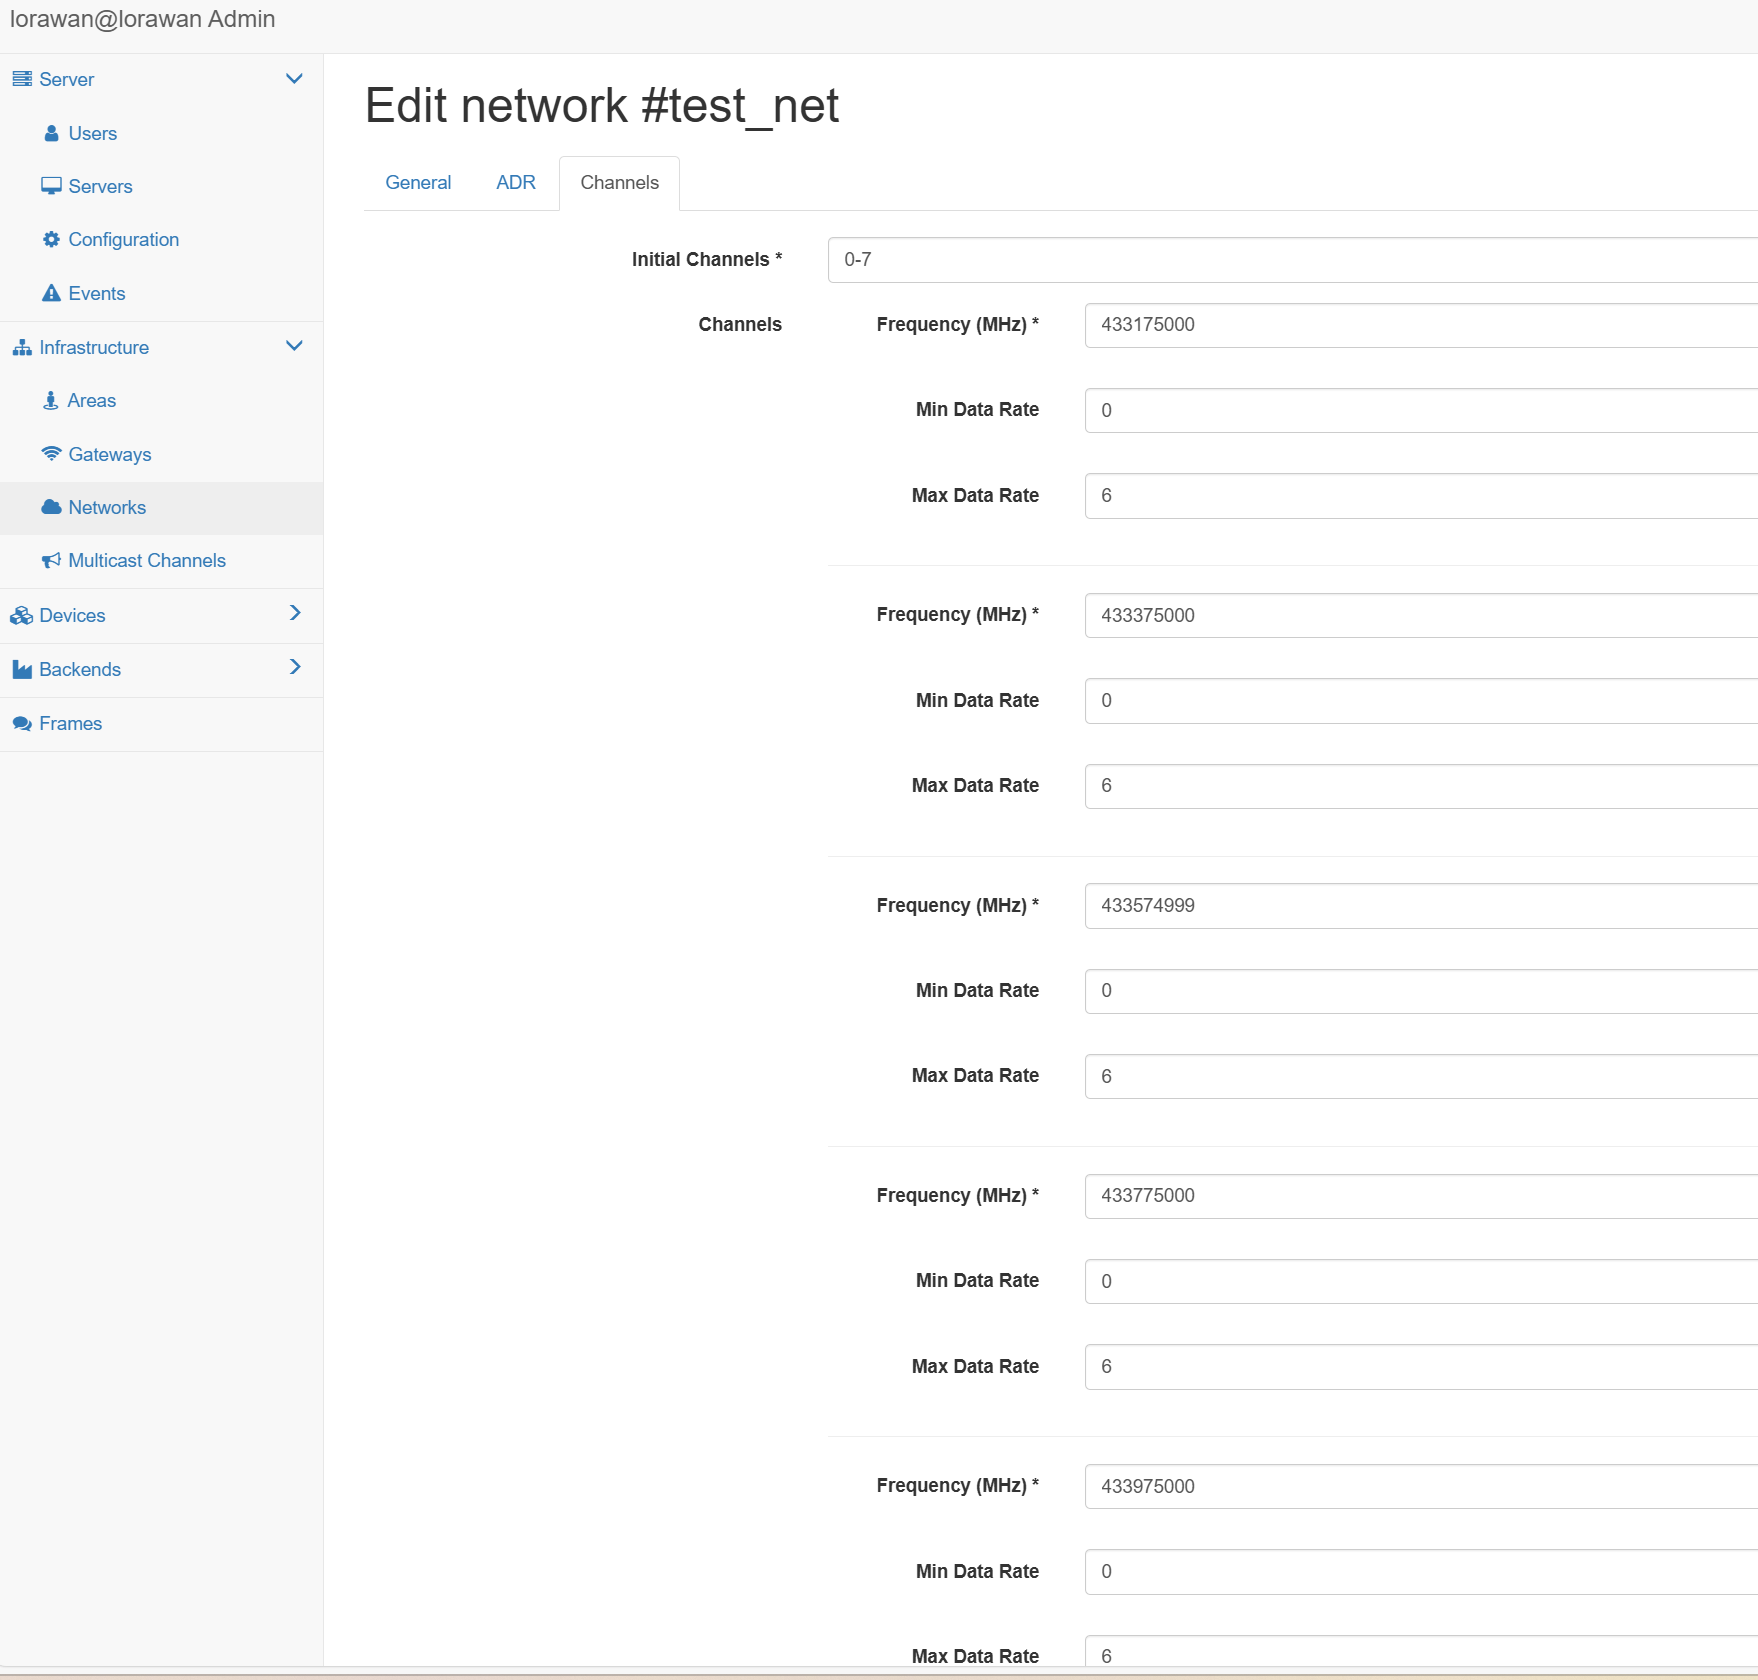 lorawan@lorawan Admin
Server
Users
Servers
Configuration
Events
Infrastructure
Areas
Gateways
Networks
Multicast Channels
Devices
Backends
Frames
Edit network #test_net
General ADR Channels
Initial Channels * 0-7
Channels Frequency (MHz) * 433175000
Min Data Rate 0
Max Data Rate 6
Frequency (MHz) * 433375000
Min Data Rate 0
Max Data Rate 6
Frequency (MHz) * 433574999
Min Data Rate 0
Max Data Rate 6
Frequency (MHz) * 433775000
Min Data Rate 0
Max Data Rate 6
Frequency (MHz) * 433975000
Min Data Rate 0
Max Data Rate 6